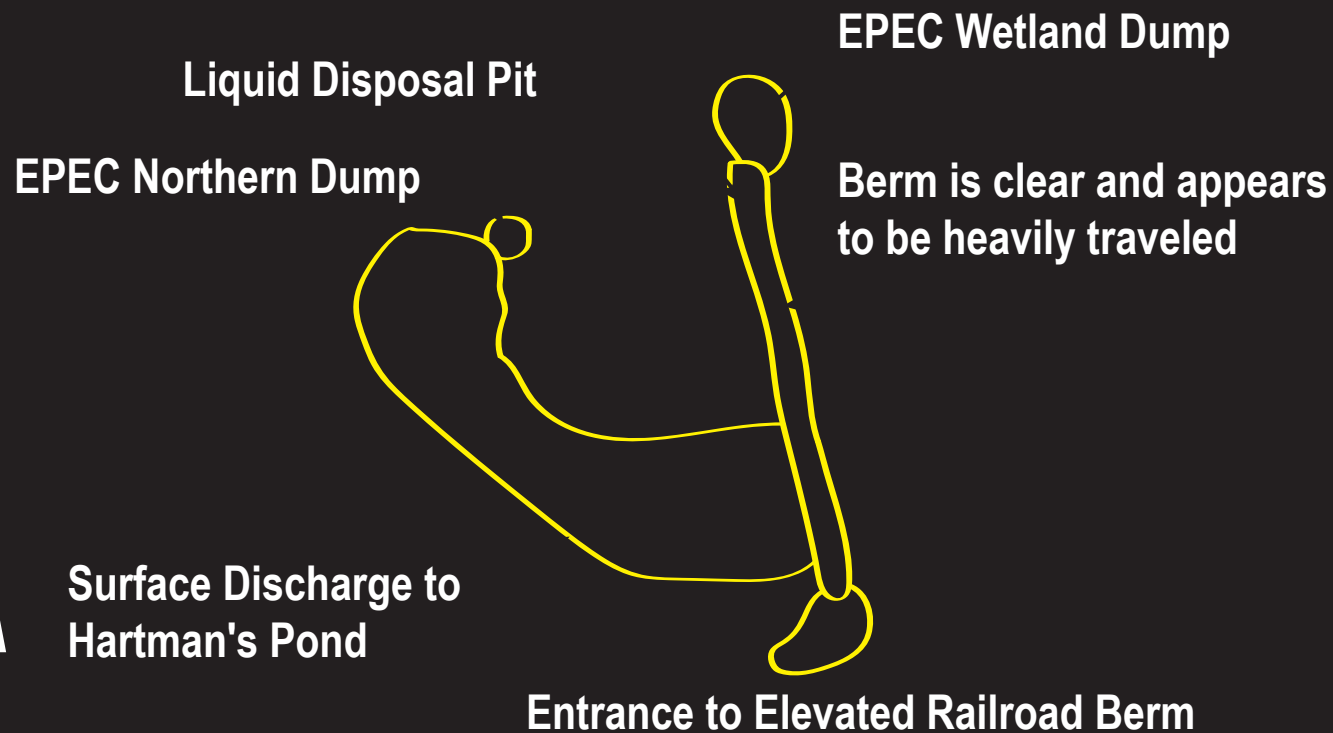 EPEC Wetland Dump
Liquid Disposal Pit
EPEC Northern Dump
Berm is clear and appears
to be heavily traveled
Surface Discharge to
Hartman's Pond
Entrance to Elevated Railroad Berm